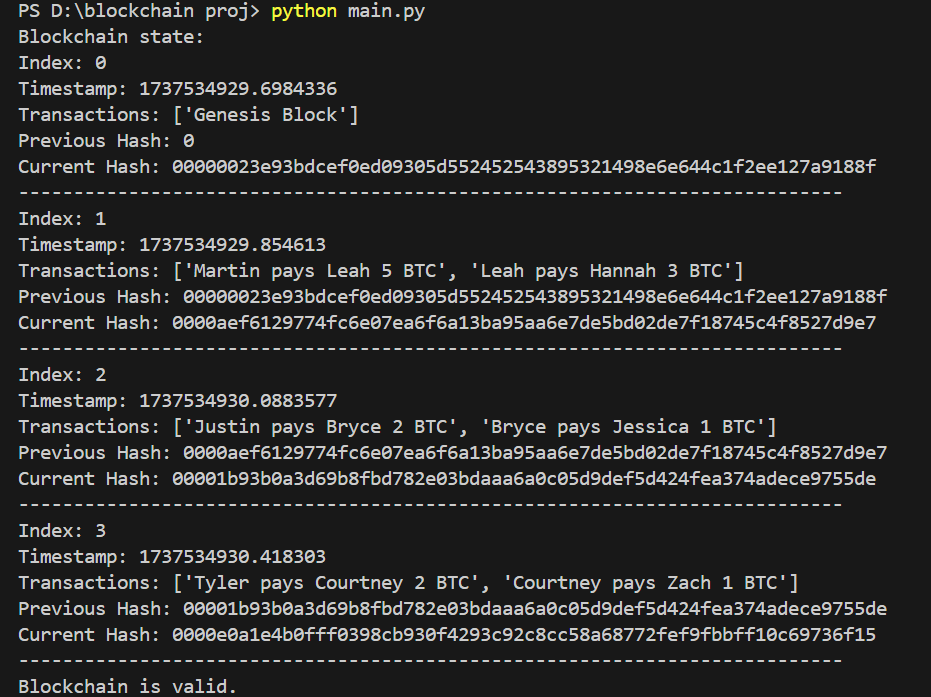 PS D:\blockchain proj> python main.py
Blockchain state:
Index: 0
Timestamp: 1737534929.6984336
Transactions: ['Genesis Block']
Previous Hash: 0
Current Hash: 00000023e93bdcef0ed09305d552452543895321498e6e644c1f2ee127a9188f
---------------------------------------------------------------------------
Index: 1
Timestamp: 1737534929.854613
Transactions: ['Martin pays Leah 5 BTC', 'Leah pays Hannah 3 BTC']
Previous Hash: 00000023e93bdcef0ed09305d552452543895321498e6e644c1f2ee127a9188f
Current Hash: 0000aef6129774fc6e07ea6f6a13ba95aa6e7de5bd02de7f18745c4f8527d9e7
---------------------------------------------------------------------------
Index: 2
Timestamp: 1737534930.0883577
Transactions: ['Justin pays Bryce 2 BTC', 'Bryce pays Jessica 1 BTC']
Previous Hash: 0000aef6129774fc6e07ea6f6a13ba95aa6e7de5bd02de7f18745c4f8527d9e7
Current Hash: 00001b93b0a3d69b8fbd782e03bdaaa6a0c05d9def5d424fea374adece9755de
---------------------------------------------------------------------------
Index: 3
Timestamp: 1737534930.418303
Transactions: ['Tyler pays Courtney 2 BTC', 'Courtney pays Zach 1 BTC']
Previous Hash: 00001b93b0a3d69b8fbd782e03bdaaa6a0c05d9def5d424fea374adece9755de
Current Hash: 0000e0a1e4b0fff0398cb930f4293c92c8cc58a68772fef9fbbff10c69736f15
---------------------------------------------------------------------------
Blockchain is valid.